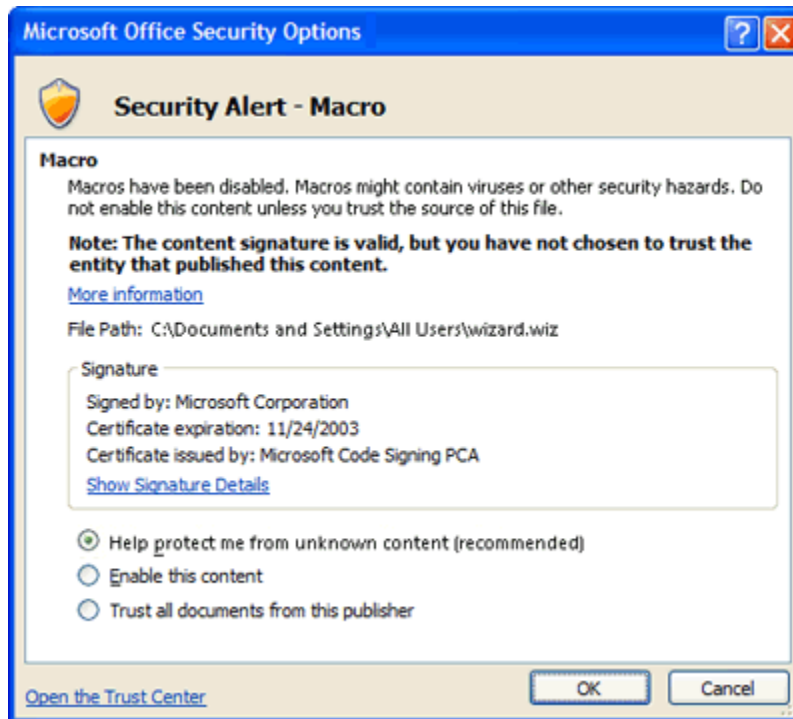 Microsoft Office Security Options
Security Alert - Macro
Macro
Macros have been disabled. Macros might contain viruses or other security hazards. Do
not enable this content unless you trust the source of this file.
Note: The content signature is valid, but you have not chosen to trust the
entity that published this content.
More information
File Path: C:\Documents and Settings\All Users\wizard.wiz
Signature
Signed by: Microsoft Corporation
Certificate expiration: 11/24/2003
Certificate issued by: Microsoft Code Signing PCA
Show Signature Details
Help protect me from unknown content (recommended)
Enable this content
Trust all documents from this publisher
Open the Trust Center
OK
Cancel